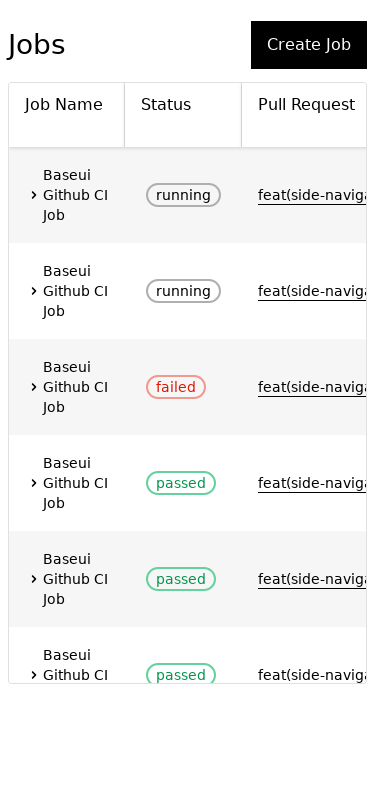 Jobs
Create Job
Job Name
Status
Pull Request
Baseui
Github CI
Job
running
feat(side-naviga
Baseui
Github CI
Job
running
feat(side-naviga
Baseui
Github CI
Job
failed
feat(side-naviga
Baseui
Github CI
Job
passed
feat(side-naviga
Baseui
Github CI
Job
passed
feat(side-naviga
Baseui
Github CI
passed
feat(side-naviga